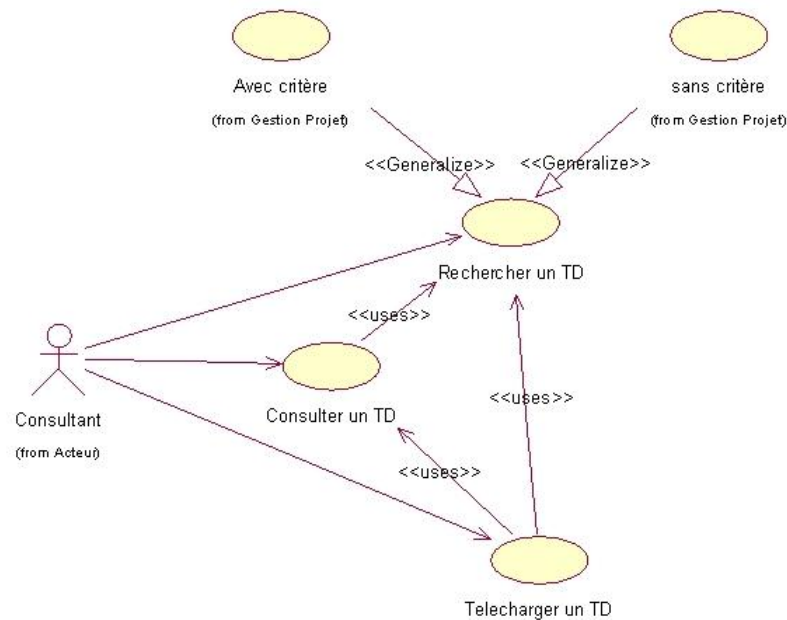 Avec critère
(from Gestion Projet)
sans critère
(from Gestion Projet)
<<Generalize>>
<<Generalize>>
Rechercher un TD
<<uses>>
Consultant
(from Acteur)
Consulter un TD
<<uses>>
<<uses>>
Telecharger un TD